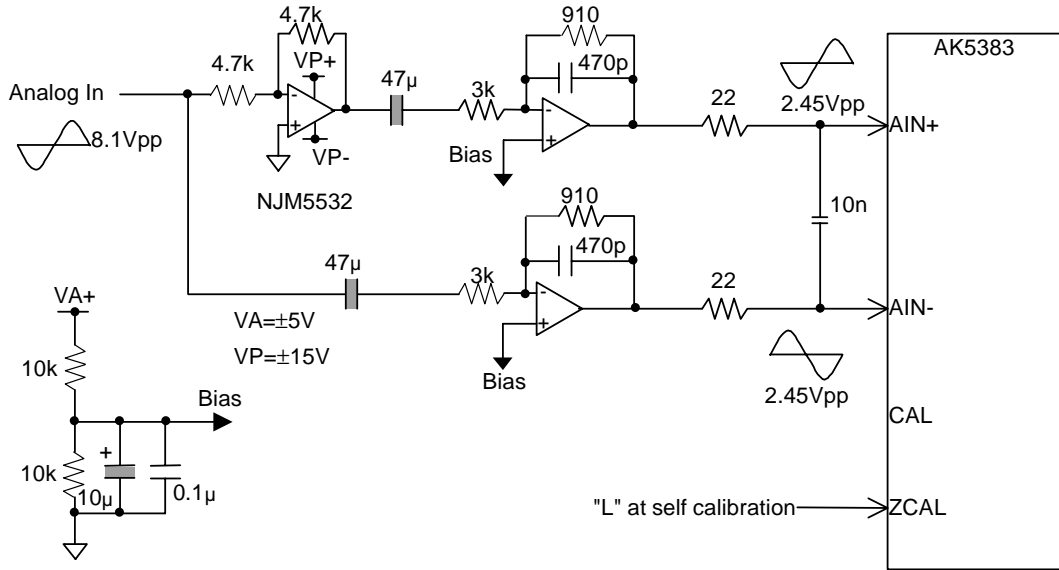 4.7k
910
AK5383
4.7k
VP+
47µ
470p
3k
22
2.45Vpp
Analog In
-
-
AIN+
8.1Vpp
+
+
VP-
Bias
NJM5532
10n
910
47µ
470p
3k
22
VA+
-
AIN-
VA=±5V
+
VP=±15V
10k
Bias
2.45Vpp
Bias
CAL
10k
+
10µ
0.1µ
"L" at self calibration
ZCAL